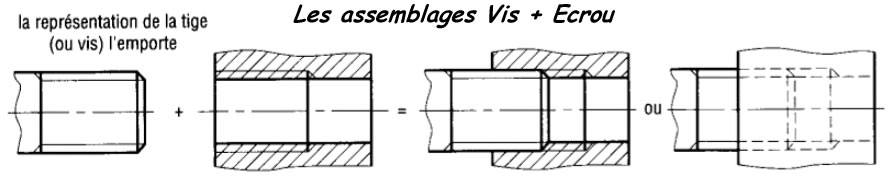 Les assemblages Vis + Ecrou
la représentation de la tige
(ou vis) l'emporte
+
=
ou